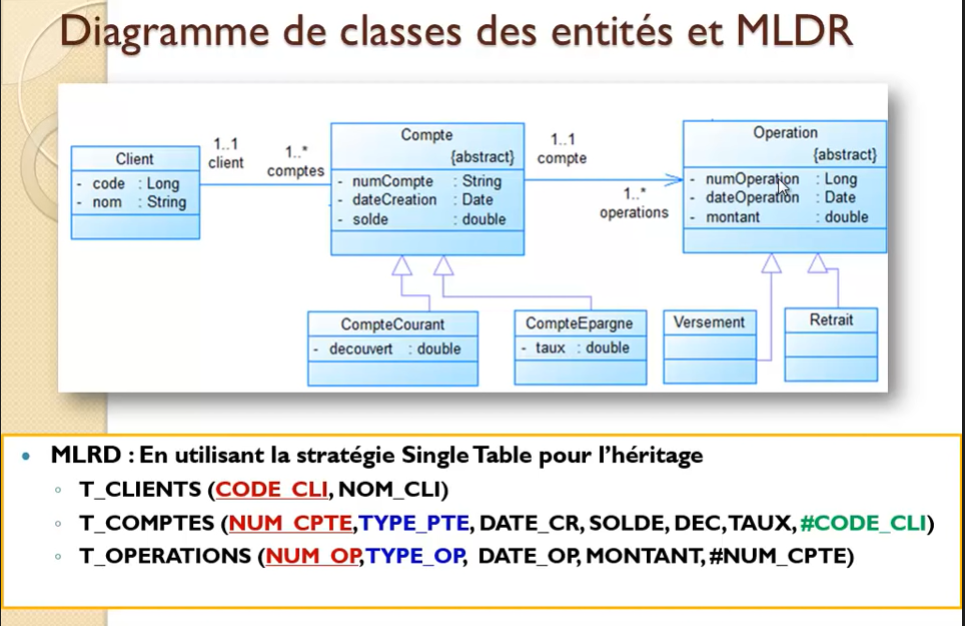 Diagramme de classes des entités et MLDR
Client
- code : Long
- nom : String
1..1
client
1..*
comptes
Compte
{abstract}
- numCompte : String
- dateCreation : Date
- solde : double
1..1
compte
1..*
operations
Operation
{abstract}
- numOperation : Long
- dateOperation : Date
- montant : double
CompteCourant
- decouvert : double
CompteEpargne
- taux : double
Versement
Retrait
• MLRD : En utilisant la stratégie Single Table pour l’héritage
◦ T_CLIENTS (CODE_CLI, NOM_CLI)
◦ T_COMPTES (NUM_CPTE,TYPE_PTE, DATE_CR, SOLDE, DEC,TAUX, #CODE_CLI)
◦ T_OPERATIONS (NUM_OP,TYPE_OP, DATE_OP, MONTANT, #NUM_CPTE)